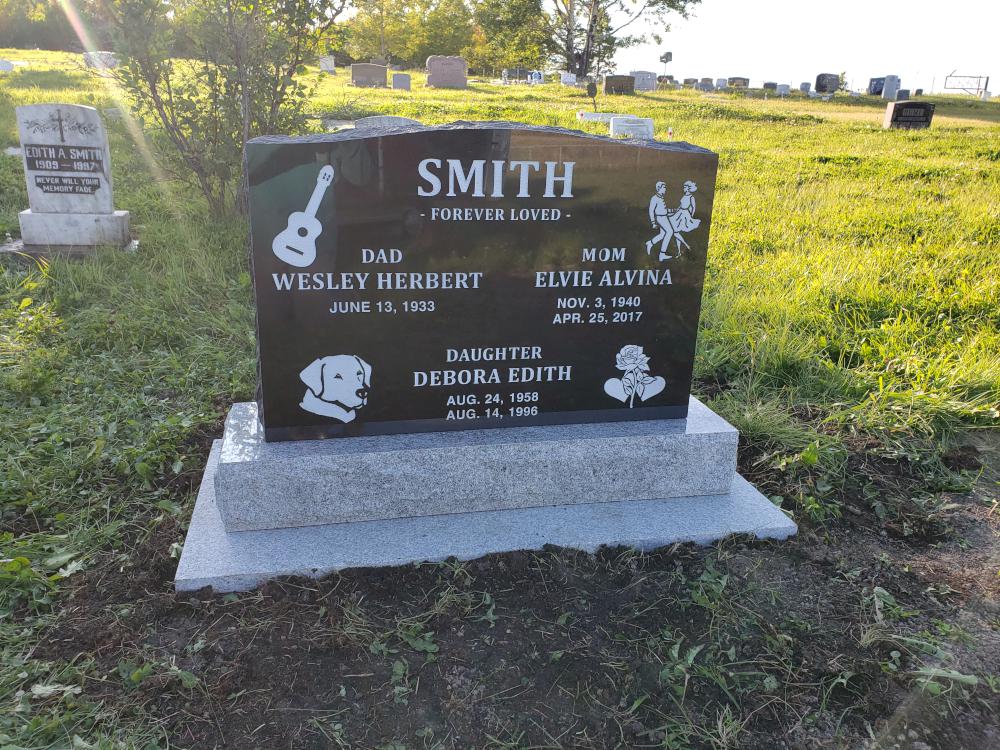 EDITH A. SMITH
1909 — 1987
NEVER WILL YOUR
MEMORY FADE
SMITH
- FOREVER LOVED -
DAD
WESLEY HERBERT
JUNE 13, 1933
MOM
ELVIE ALVINA
NOV. 3, 1940
APR. 25, 2017
DAUGHTER
DEBORA EDITH
AUG. 24, 1958
AUG. 14, 1996